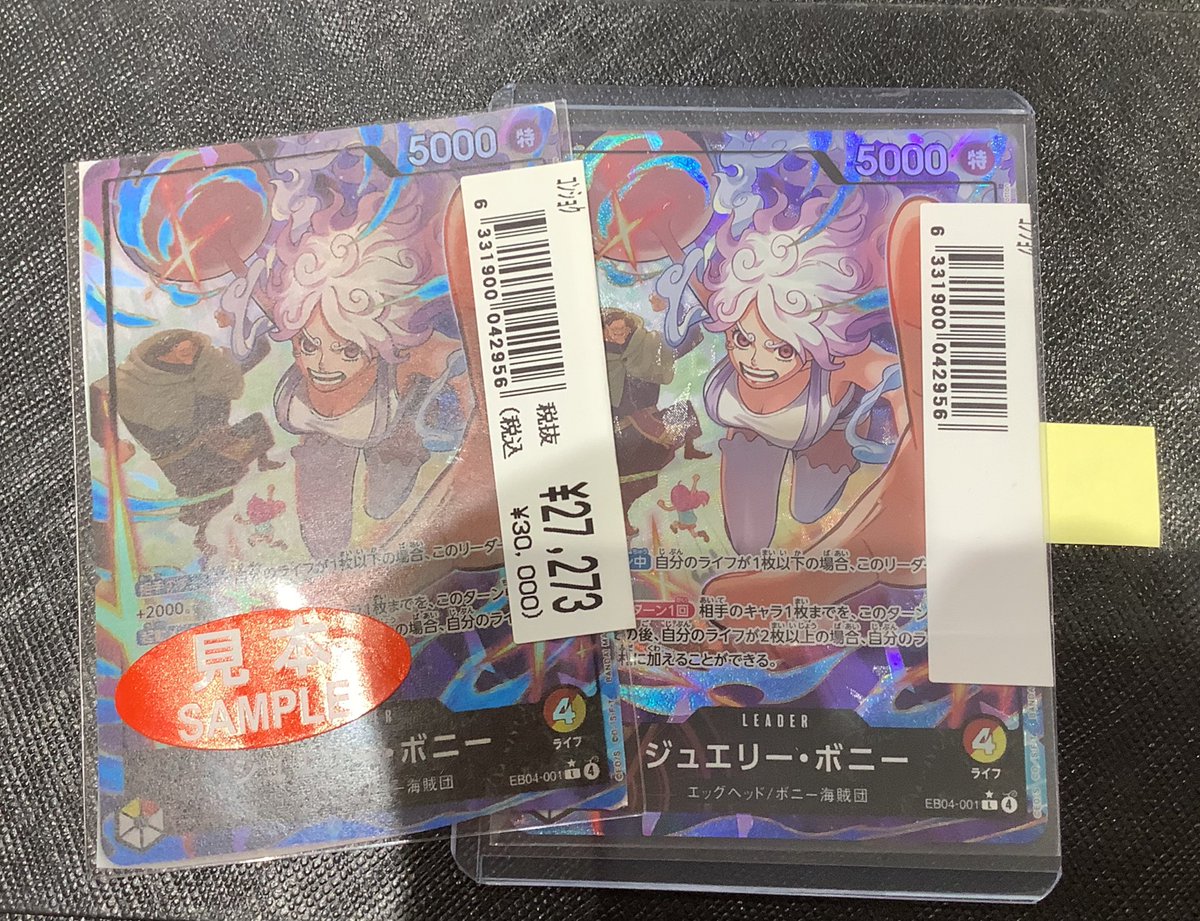 5000 特
ユンジョウ
6 331900 042956
税抜 ¥27,273
(税込 ¥30,000)
自分のライフが1枚以下の場合、このリーダー
+2000。
1枚までを、このターン
の場合、自分のライ
見本
SAMPLE
4
ライフ
・ボニー
ボニー海賊団
EB04-001 L 4
5000 特
6 331900 042956
自分のライフが1枚以下の場合、このリーダー
ターン1回 相手のキャラ1枚までを、このターン
の後、自分のライフが2枚以上の場合、自分のラ
に加えることができる。
LEADER
ジュエリー・ボニー
エッグヘッド/ボニー海賊団
4
ライフ
EB04-001 L 4